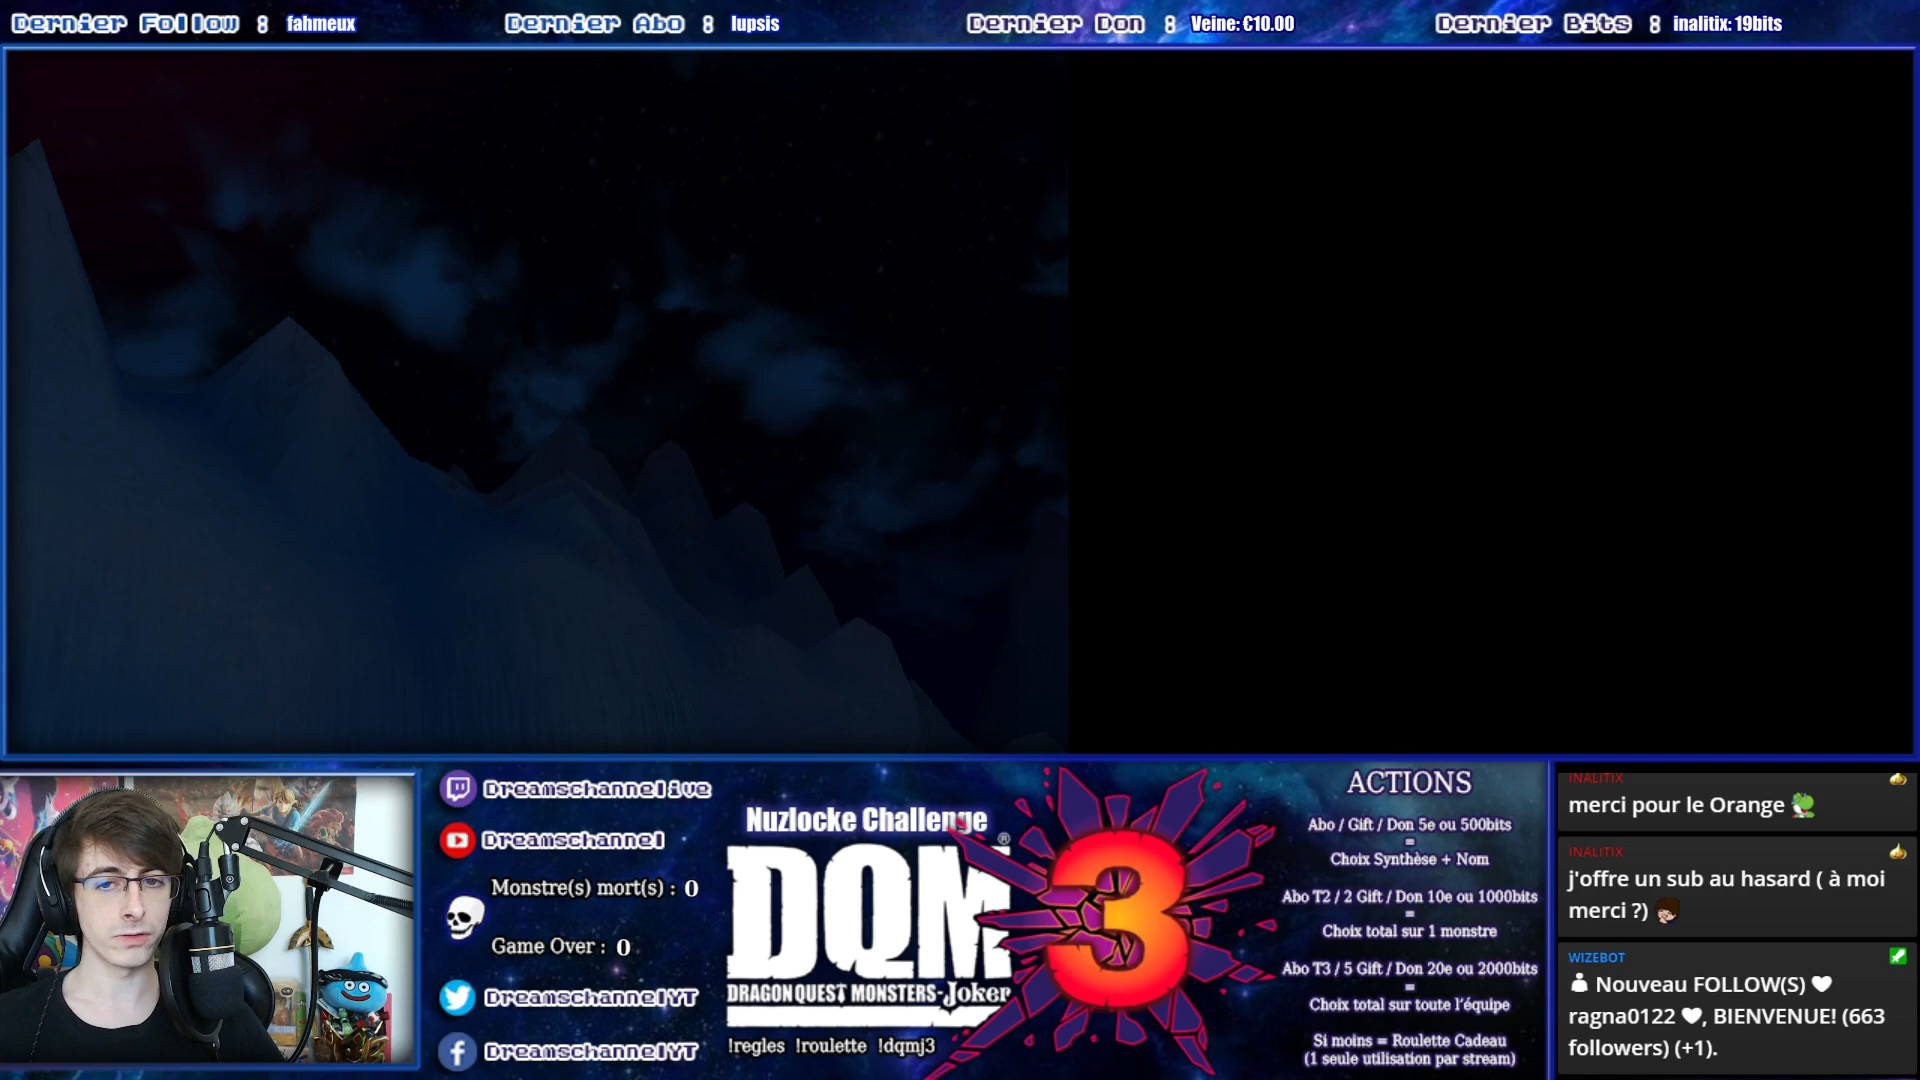 Dernier Follow : fahmeux
Dernier Abo : lupsis
Dernier Don : Veine: €10.00
Dernier Bits : inalitix: 19bits
Dreamschannelive
Dreamschannel
Monstre(s) mort(s) : 0
Game Over : 0
DreamschannelYT
DreamschannelYT
Nuzlocke Challenge
DQM
®
3
DRAGON QUEST MONSTERS-Joker
!regles !roulette !dqmj3
ACTIONS
Abo / Gift / Don 5e ou 500bits
=
Choix Synthèse + Nom
Abo T2 / 2 Gift / Don 10e ou 1000bits
=
Choix total sur 1 monstre
Abo T3 / 5 Gift / Don 20e ou 2000bits
=
Choix total sur toute l'équipe
Si moins = Roulette Cadeau
(1 seule utilisation par stream)
INALITIX
merci pour le Orange
INALITIX
j'offre un sub au hasard ( à moi
merci ?)
WIZEBOT
Nouveau FOLLOW(S)
ragna0122 , BIENVENUE! (663
followers) (+1).